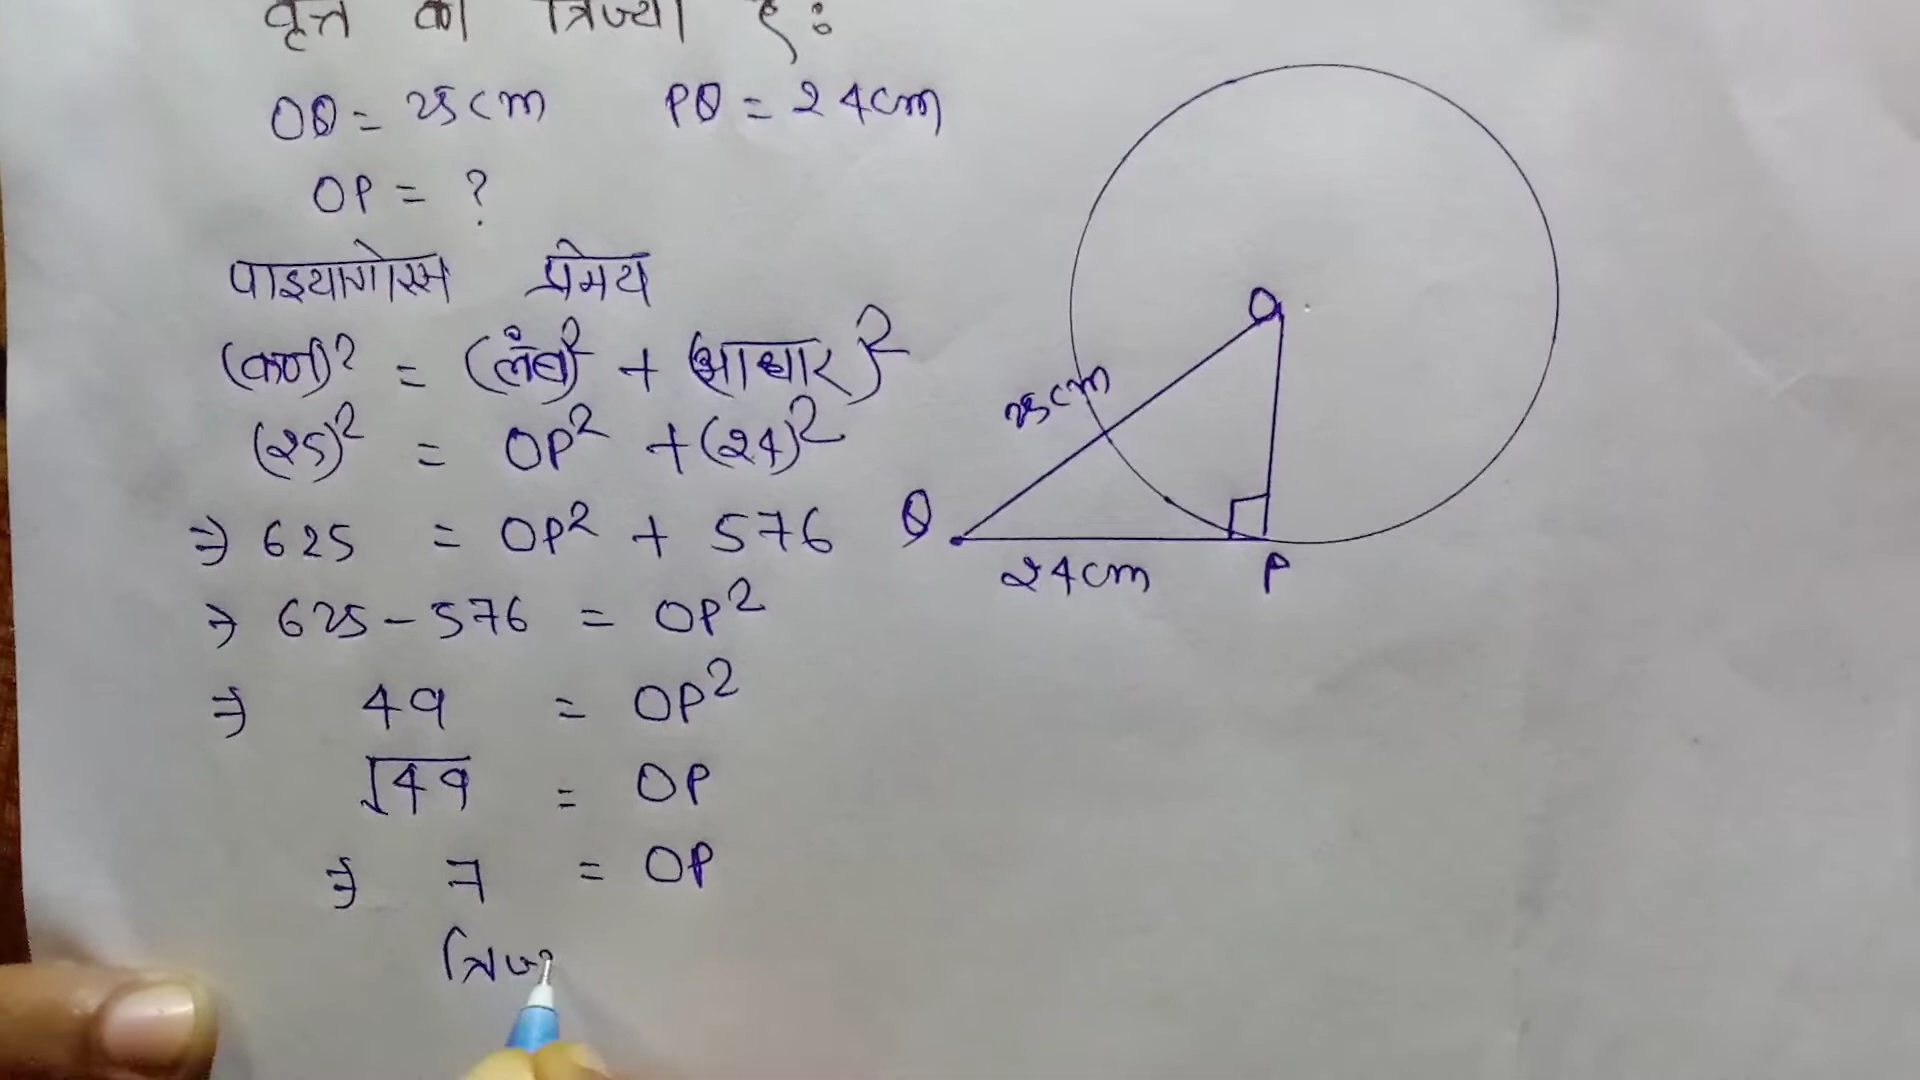 वृत्त की त्रिज्या है :
OQ = 25cm PQ = 24cm
OP = ?
पाइथागोरस प्रमेय
(कर्ण)² = (लंब)² + (आधार)²
(25)² = OP² + (24)²
⇒ 625 = OP² + 576
⇒ 625 - 576 = OP²
⇒ 49 = OP²
√49 = OP
⇒ 7 = OP
त्रिज्
O
25cm
Q
24cm
P